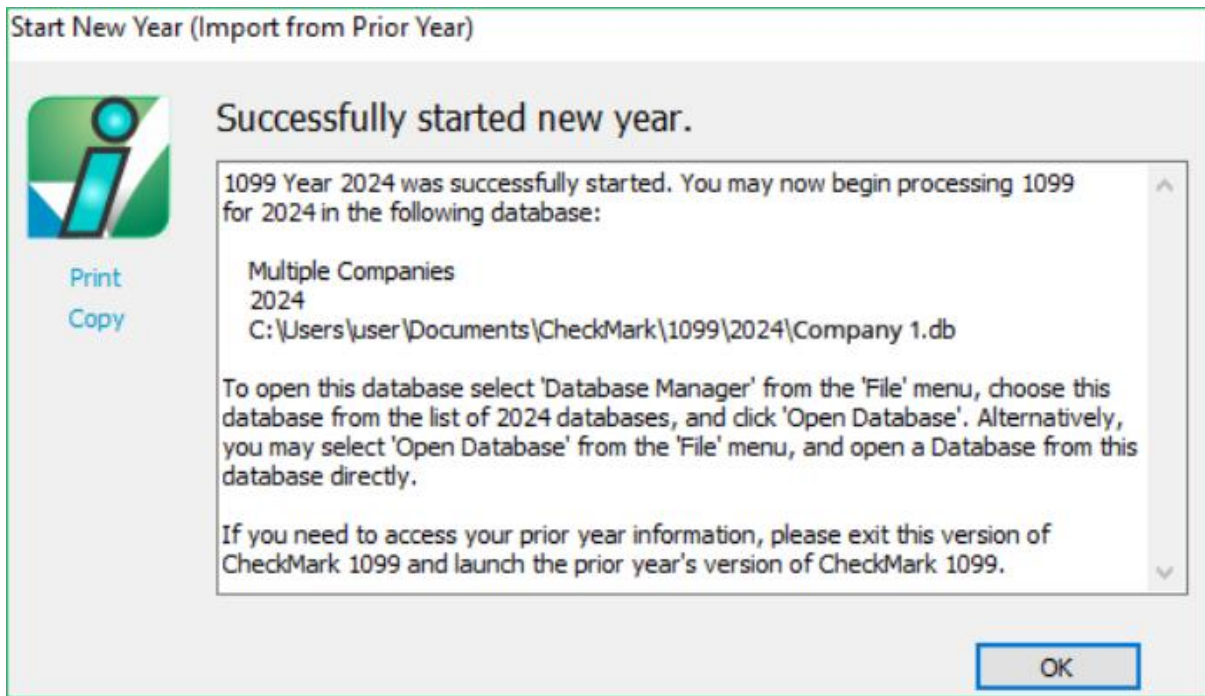 Start New Year (Import from Prior Year)
Successfully started new year.
Print
Copy
1099 Year 2024 was successfully started. You may now begin processing 1099
for 2024 in the following database:
Multiple Companies
2024
C:\Users\user\Documents\CheckMark\1099\2024\Company 1.db
To open this database select 'Database Manager' from the 'File' menu, choose this
database from the list of 2024 databases, and click 'Open Database'. Alternatively,
you may select 'Open Database' from the 'File' menu, and open a Database from this
database directly.
If you need to access your prior year information, please exit this version of
CheckMark 1099 and launch the prior year's version of CheckMark 1099.
OK